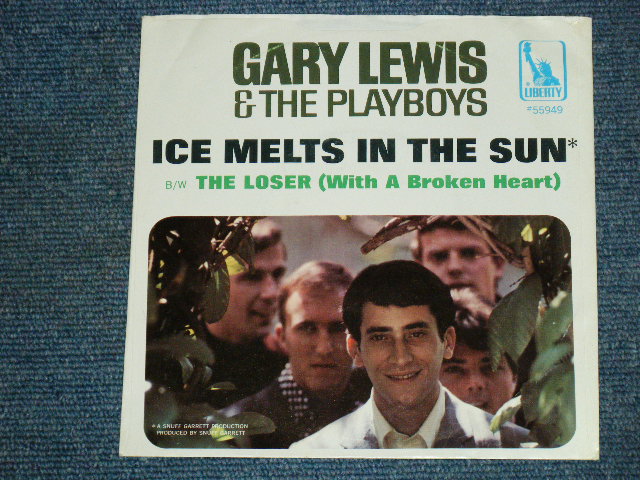 GARY LEWIS
& THE PLAYBOYS
LIBERTY
#55949
ICE MELTS IN THE SUN*
B/W THE LOSER (With A Broken Heart)
* A SNUFF GARRETT PRODUCTION
PRODUCED BY SNUFF GARRETT